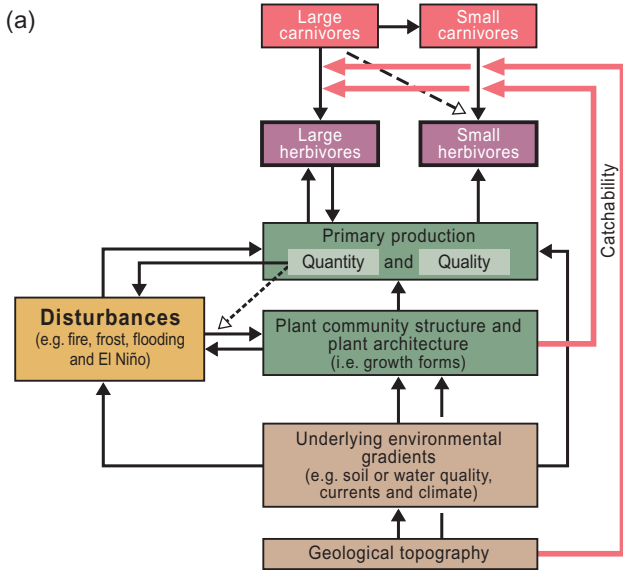 (a)
Large
carnivores
Small
carnivores
Large
herbivores
Small
herbivores
Catchability
Primary production
Quantity and Quality
Disturbances
(e.g. fire, frost, flooding
and El Niño)
Plant community structure and
plant architecture
(i.e. growth forms)
Underlying environmental
gradients
(e.g. soil or water quality,
currents and climate)
Geological topography